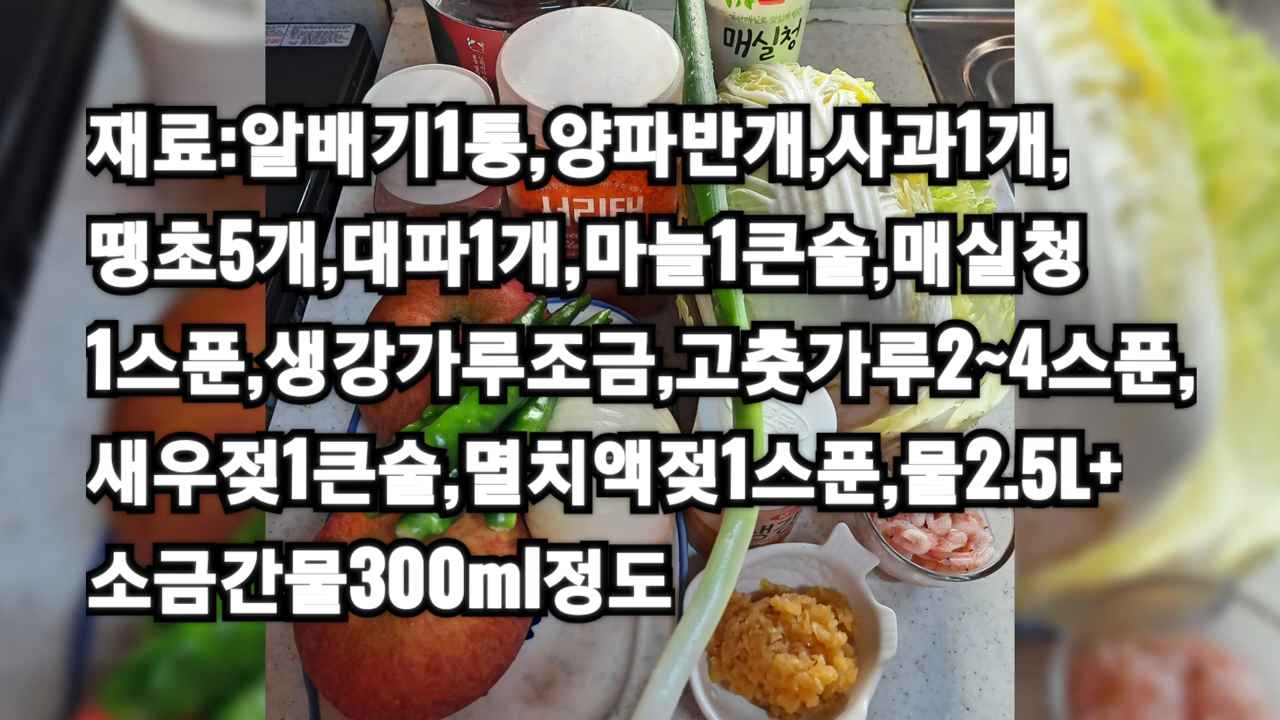 매실청
재료:알배기1통,양파반개,사과1개,
땡초5개,대파1개,마늘1큰술,매실청
1스푼,생강가루조금,고춧가루2~4스푼,
새우젖1큰술,멸치액젖1스푼,물2.5L+
소금간물300ml정도